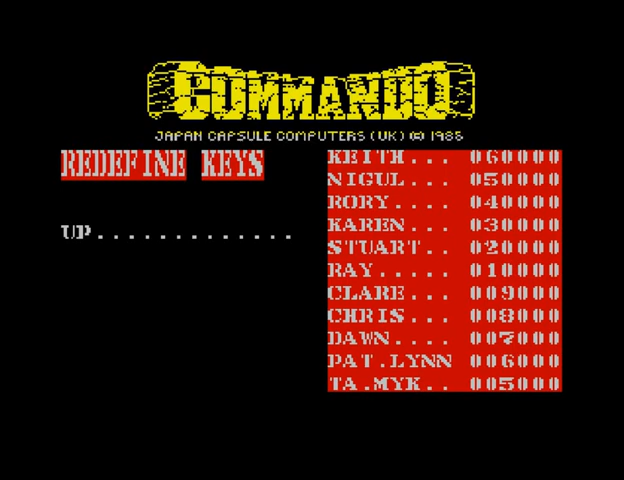 COMMANDO
JAPAN CAPSULE COMPUTERS (UK) © 1985
REDEFINE KEYS
UP.............
KEITH... 060000
NIGUL... 050000
RORY.... 040000
KAREN... 030000
STUART.. 020000
RAY..... 010000
CLARE... 009000
CHRIS... 008000
DAWN.... 007000
PAT.LYNN 006000
TA.MYK.. 005000